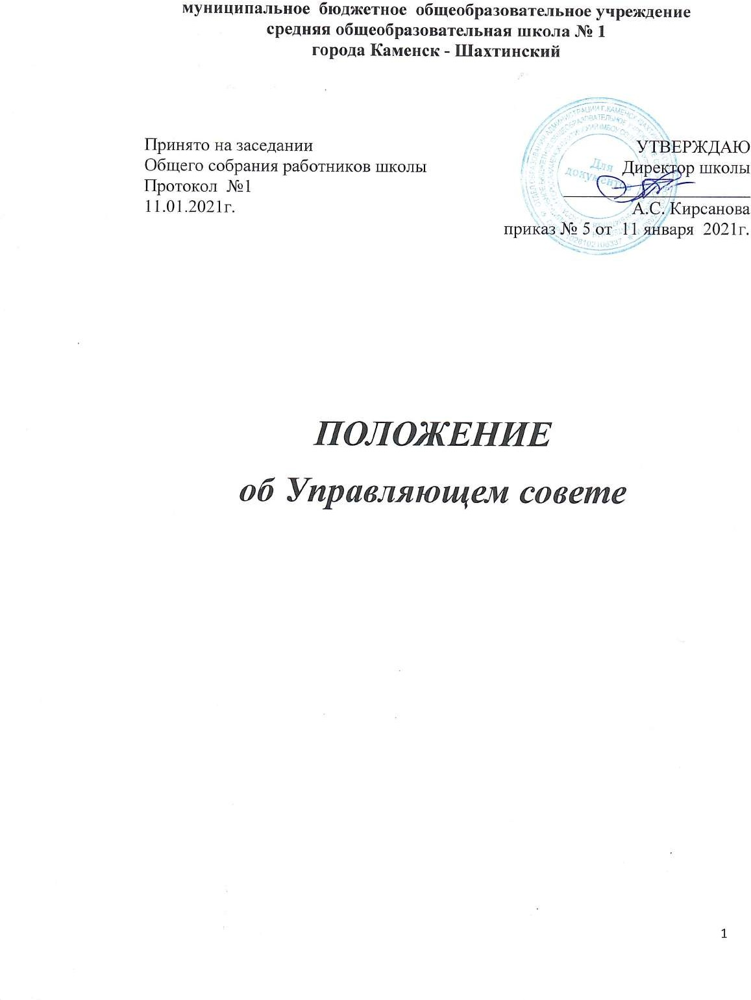 муниципальное бюджетное общеобразовательное учреждение
средняя общеобразовательная школа № 1
города Каменск - Шахтинский
Принято на заседании
Общего собрания работников школы
Протокол №1
11.01.2021г.
УТВЕРЖДАЮ
Директор школы
А.С. Кирсанова
приказ № 5 от 11 января 2021г.
Для
документов
ПОЛОЖЕНИЕ
об Управляющем совете
1